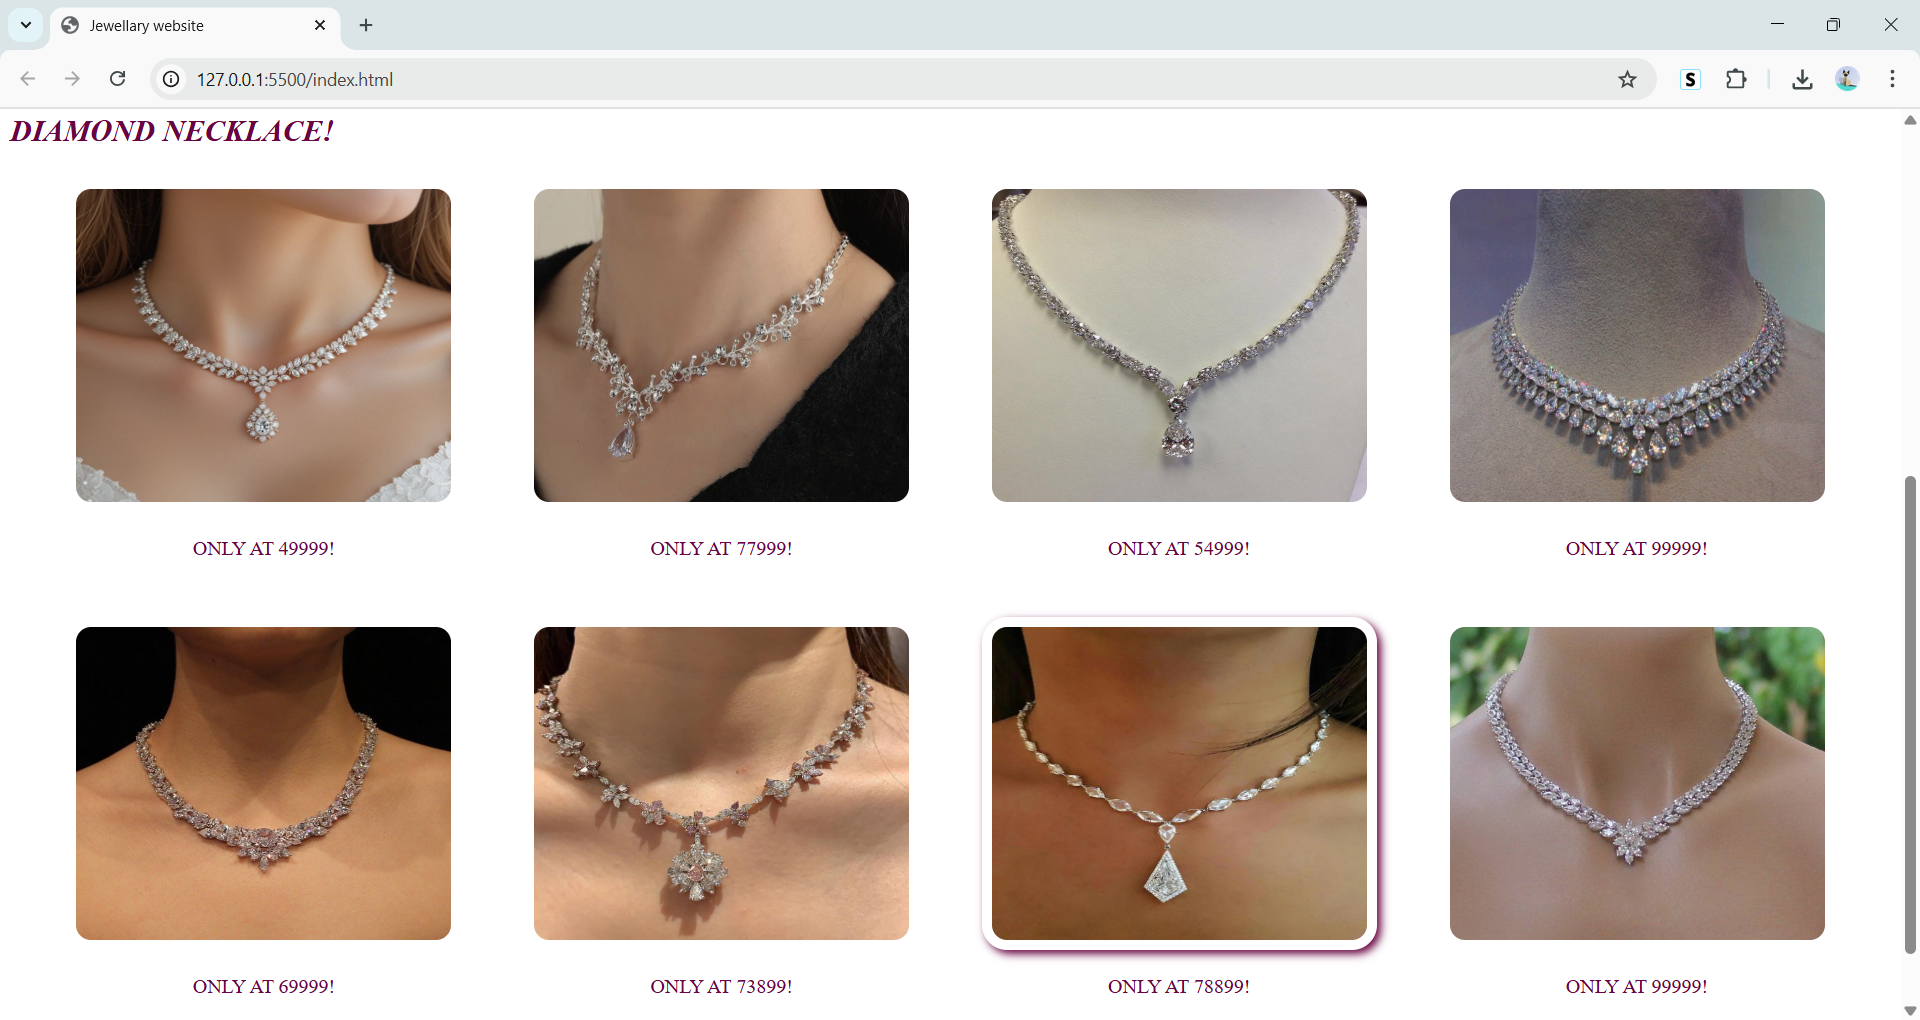 Jewellary website
127.0.0.1:5500/index.html
S
DIAMOND NECKLACE!
ONLY AT 49999!
ONLY AT 77999!
ONLY AT 54999!
ONLY AT 99999!
ONLY AT 69999!
ONLY AT 73899!
ONLY AT 78899!
ONLY AT 99999!